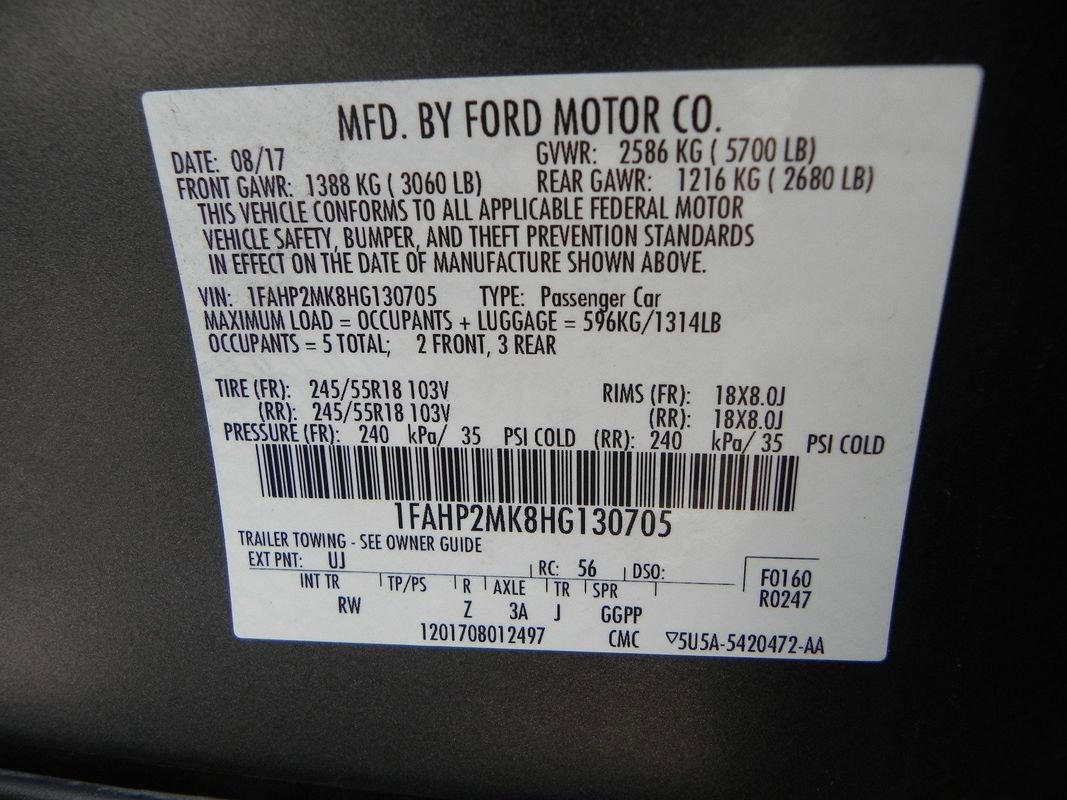 MFD. BY FORD MOTOR CO.
DATE: 08/17 GVWR: 2586 KG ( 5700 LB)
FRONT GAWR: 1388 KG ( 3060 LB) REAR GAWR: 1216 KG ( 2680 LB)
THIS VEHICLE CONFORMS TO ALL APPLICABLE FEDERAL MOTOR
VEHICLE SAFETY, BUMPER, AND THEFT PREVENTION STANDARDS
IN EFFECT ON THE DATE OF MANUFACTURE SHOWN ABOVE.
VIN: 1FAHP2MK8HG130705 TYPE: Passenger Car
MAXIMUM LOAD = OCCUPANTS + LUGGAGE = 596KG/1314LB
OCCUPANTS = 5 TOTAL; 2 FRONT, 3 REAR
TIRE (FR): 245/55R18 103V RIMS (FR): 18X8.0J
(RR): 245/55R18 103V (RR): 18X8.0J
PRESSURE (FR): 240 kPa/ 35 PSI COLD (RR): 240 kPa/ 35 PSI COLD
1FAHP2MK8HG130705
TRAILER TOWING - SEE OWNER GUIDE
EXT PNT: UJ RC: 56 DSO: F0160
INT TR TP/PS R AXLE TR SPR R0247
RW Z 3A J GGPP
1201708012497 CMC ▽5U5A-5420472-AA